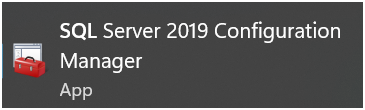 SQL Server 2019 Configuration
Manager
App